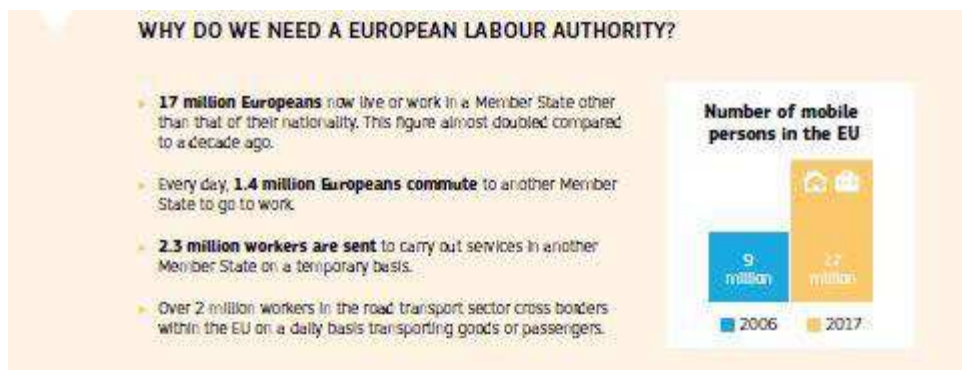 WHY DO WE NEED A EUROPEAN LABOUR AUTHORITY?
17 million Europeans now live or work in a Member State other
than that of their nationality. This figure almost doubled compared
to a decade ago.
Every day, 1.4 million Europeans commute to another Member
State to go to work.
2.3 million workers are sent to carry out services in another
Member State on a temporary basis.
Over 2 million workers in the road transport sector cross borders
within the EU on a daily basis transporting goods or passengers.
Number of mobile
persons in the EU
9
million
17
million
2006
2017